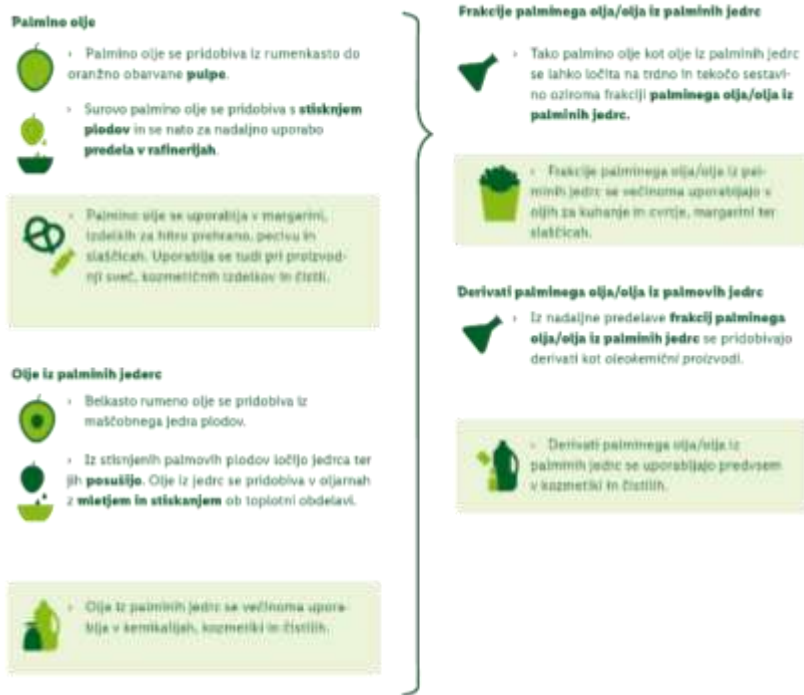 Palmino olje
› Palmino olje se pridobiva iz rumenkasto do
oranžno obarvane pulpe.
› Surovo palmino olje se pridobiva s stisknjem
plodov in se nato za nadaljno uporabo
predela v rafinerijah.
› Palmino olje se uporablja v margarini,
izdelkih za hitro prehrano, pecivu in
slaščicah. Uporablja se tudi pri proizvod-
nji sveč, kozmetičnih izdelkov in čistil.
Olje iz palminih jederc
› Belkasto rumeno olje se pridobiva iz
maščobnega jedra plodov.
› Iz stisnjenih palmovih plodov ločijo jedrca ter
jih posušijo. Olje iz jedrc se pridobiva v oljarnah
z mletjem in stiskanjem ob toplotni obdelavi.
› Olja iz palminih jedrc se večinoma upora-
blja v kemikalijah, kozmetiki in čistilih.
Frakcije palminega olja/olja iz palminih jedrc
› Tako palmino olje kot olje iz palminih jedrc
se lahko ločita na trdno in tekočo sestavi-
no oziroma frakciji palminega olja/olja iz
palminih jedrc.
› Frakcije palminega olja/olja iz pal-
minih jedrc se večinoma uporabljajo v
oljih za kuhanje in cvrtje, margarini ter
slaščicah.
Derivati palminega olja/olja iz palmovih jedrc
› Iz nadaljne predelave frakcij palminega
olja/olja iz palminih jedrc se pridobivajo
derivati kot oleokemični proizvodi.
› Derivati palminega olja/olja iz
palminih jedrc se uporabljajo predvsem
v kozmetiki in čistilih.